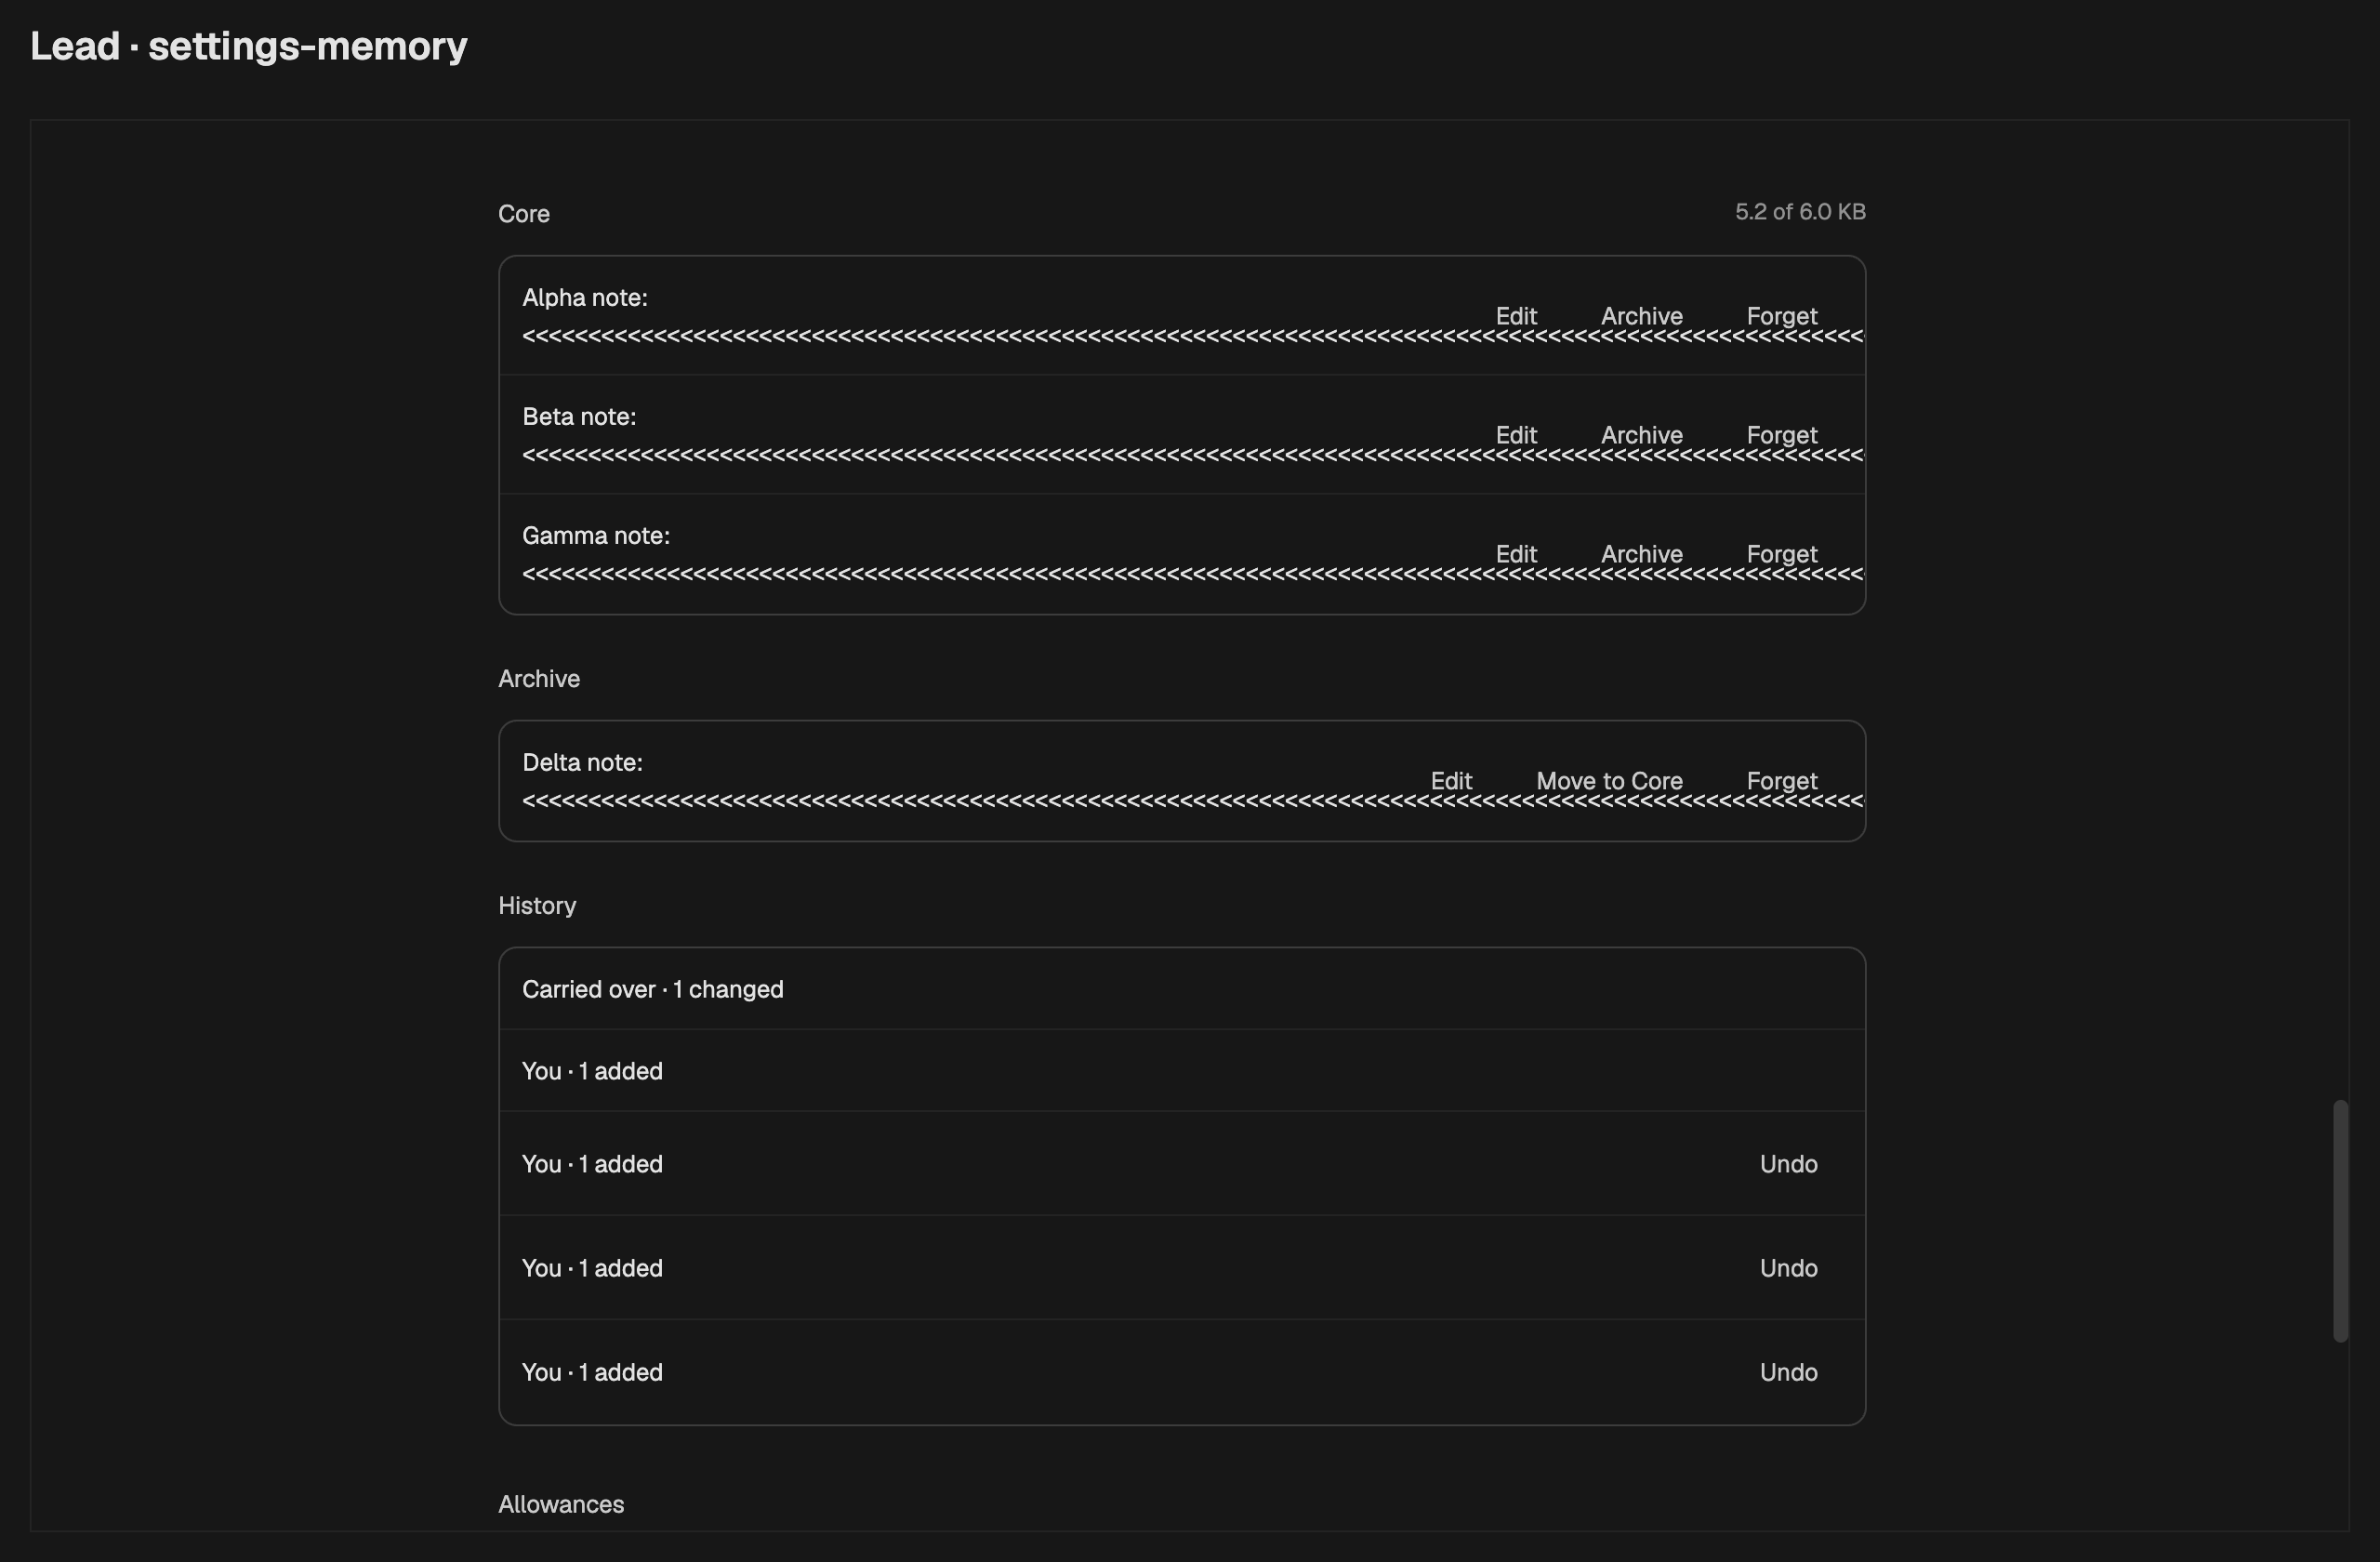 Lead · settings-memory
Core
5.2 of 6.0 KB
Alpha note:
Edit Archive Forget
<<<<<<<<<<<<<<<<<<<<<<<<<<<<<<<<<<<<<<<<<<<<<<<<<<<<<<<<<<<<<<<<<<<<<<<<<<<<<<<<<<<<<<<<<<<<<<<<<<<<<<
Beta note:
Edit Archive Forget
<<<<<<<<<<<<<<<<<<<<<<<<<<<<<<<<<<<<<<<<<<<<<<<<<<<<<<<<<<<<<<<<<<<<<<<<<<<<<<<<<<<<<<<<<<<<<<<<<<<<<<
Gamma note:
Edit Archive Forget
<<<<<<<<<<<<<<<<<<<<<<<<<<<<<<<<<<<<<<<<<<<<<<<<<<<<<<<<<<<<<<<<<<<<<<<<<<<<<<<<<<<<<<<<<<<<<<<<<<<<<<
Archive
Delta note:
Edit Move to Core Forget
<<<<<<<<<<<<<<<<<<<<<<<<<<<<<<<<<<<<<<<<<<<<<<<<<<<<<<<<<<<<<<<<<<<<<<<<<<<<<<<<<<<<<<<<<<<<<<<<<<<<<<
History
Carried over · 1 changed
You · 1 added
You · 1 added
Undo
You · 1 added
Undo
You · 1 added
Undo
Allowances